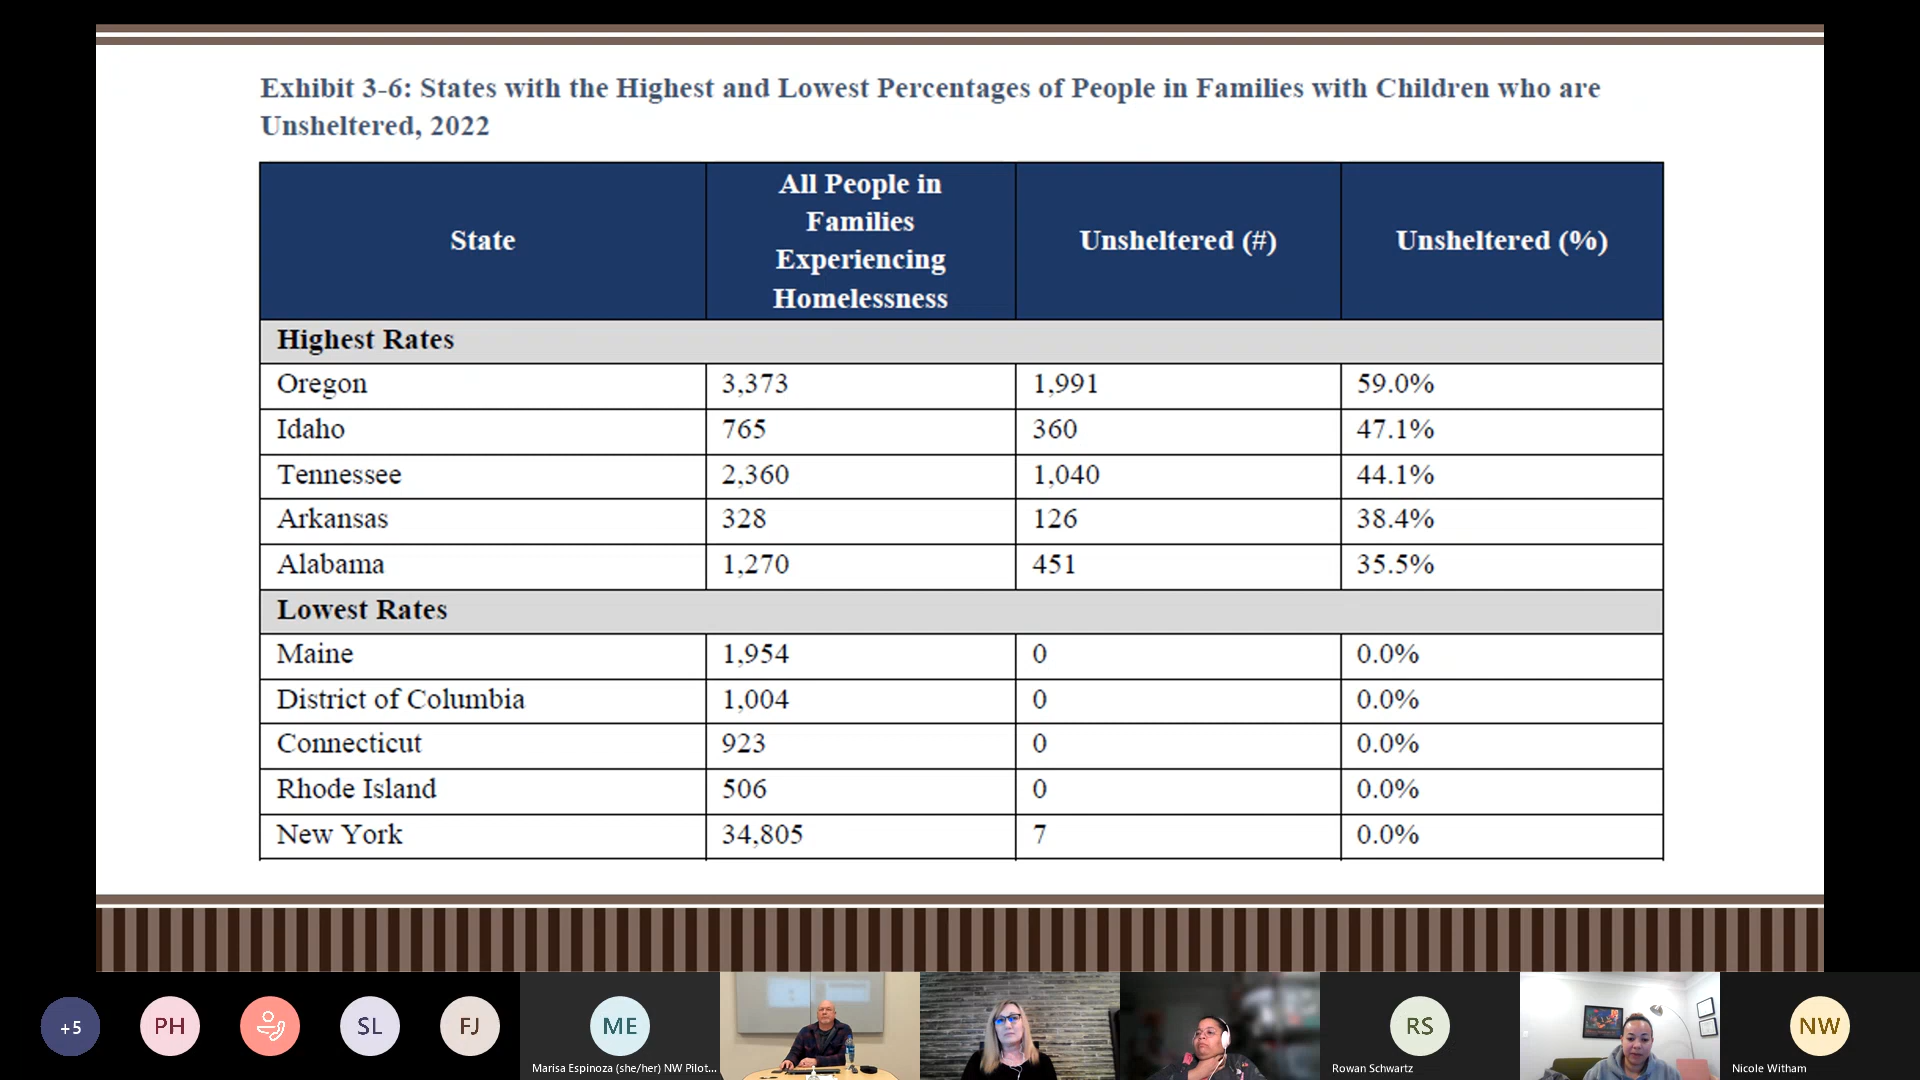 Exhibit 3-6: States with the Highest and Lowest Percentages of People in Families with Children who are
Unsheltered, 2022
State
All People in
Families
Experiencing
Homelessness
Unsheltered (#)
Unsheltered (%)
Highest Rates
Oregon 3,373 1,991 59.0%
Idaho 765 360 47.1%
Tennessee 2,360 1,040 44.1%
Arkansas 328 126 38.4%
Alabama 1,270 451 35.5%
Lowest Rates
Maine 1,954 0 0.0%
District of Columbia 1,004 0 0.0%
Connecticut 923 0 0.0%
Rhode Island 506 0 0.0%
New York 34,805 7 0.0%
+5
PH
SL
FJ
ME
RS
NW
Marisa Espinoza (she/her) NW Pilot...
Rowan Schwartz
Nicole Witham